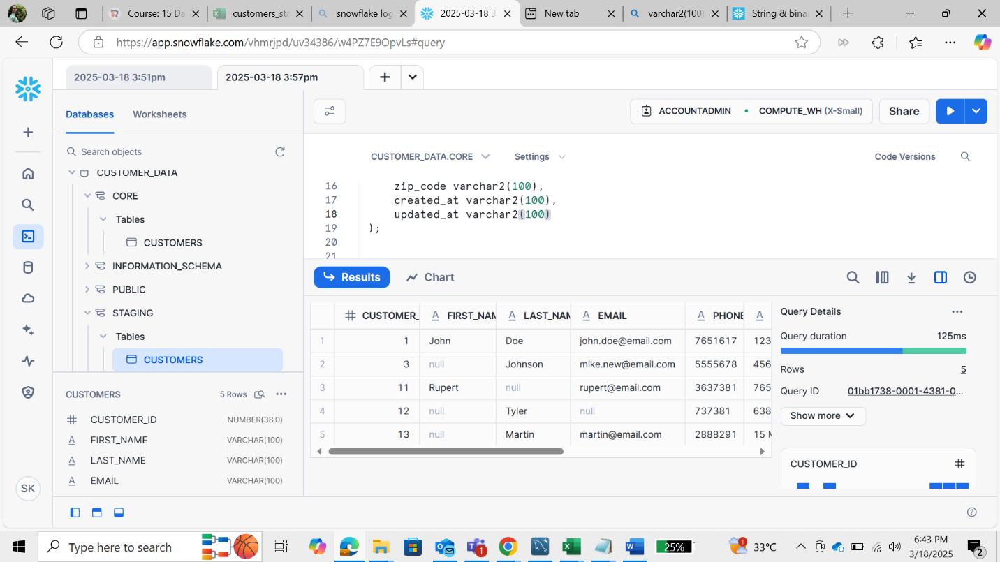 Course: 15 Da
customers_sta
snowflake log
2025-03-18 3
New tab
varchar2(100)
String & binar
https://app.snowflake.com/vhmrjpd/uv34386/w4PZ7E9OpvLs#query
2025-03-18 3:51pm
2025-03-18 3:57pm
Databases
Worksheets
ACCOUNTADMIN
COMPUTE_WH (X-Small)
Share
Search objects
CUSTOMER_DATA.CORE
Settings
Code Versions
CUSTOMER_DATA
CORE
Tables
CUSTOMERS
INFORMATION_SCHEMA
PUBLIC
STAGING
Tables
CUSTOMERS
16 zip_code varchar2(100),
17 created_at varchar2(100),
18 updated_at varchar2(100)
19 );
20
21
Results
Chart
CUSTOMER_ FIRST_NAM LAST_NAM EMAIL PHONE
1 1 John Doe john.doe@email.com 7651617 123
2 3 null Johnson mike.new@email.com 5555678 456
3 11 Rupert null rupert@email.com 3637381 765
4 12 null Tyler null 737381 638
5 13 null Martin martin@email.com 2888291 15 M
Query Details
Query duration 125ms
Rows 5
Query ID 01bb1738-0001-4381-0...
Show more
CUSTOMER_ID
CUSTOMERS 5 Rows
CUSTOMER_ID NUMBER(38,0)
FIRST_NAME VARCHAR(100)
LAST_NAME VARCHAR(100)
EMAIL VARCHAR(100)
SK
Type here to search
1
25%
1
33°C
6:43 PM
3/18/2025
2